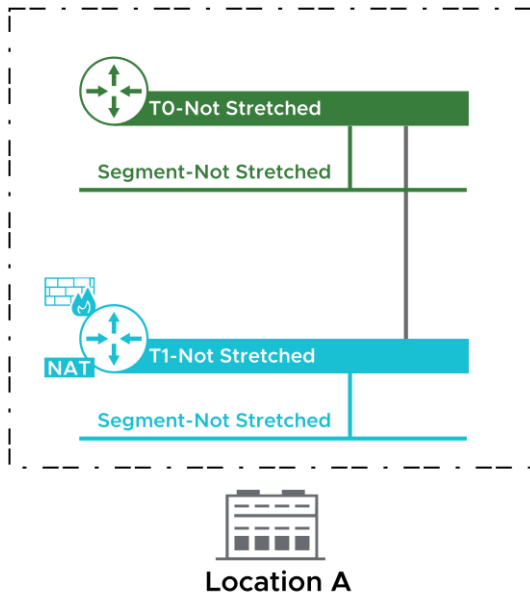 T0-Not Stretched
Segment-Not Stretched
NAT
T1-Not Stretched
Segment-Not Stretched
Location A